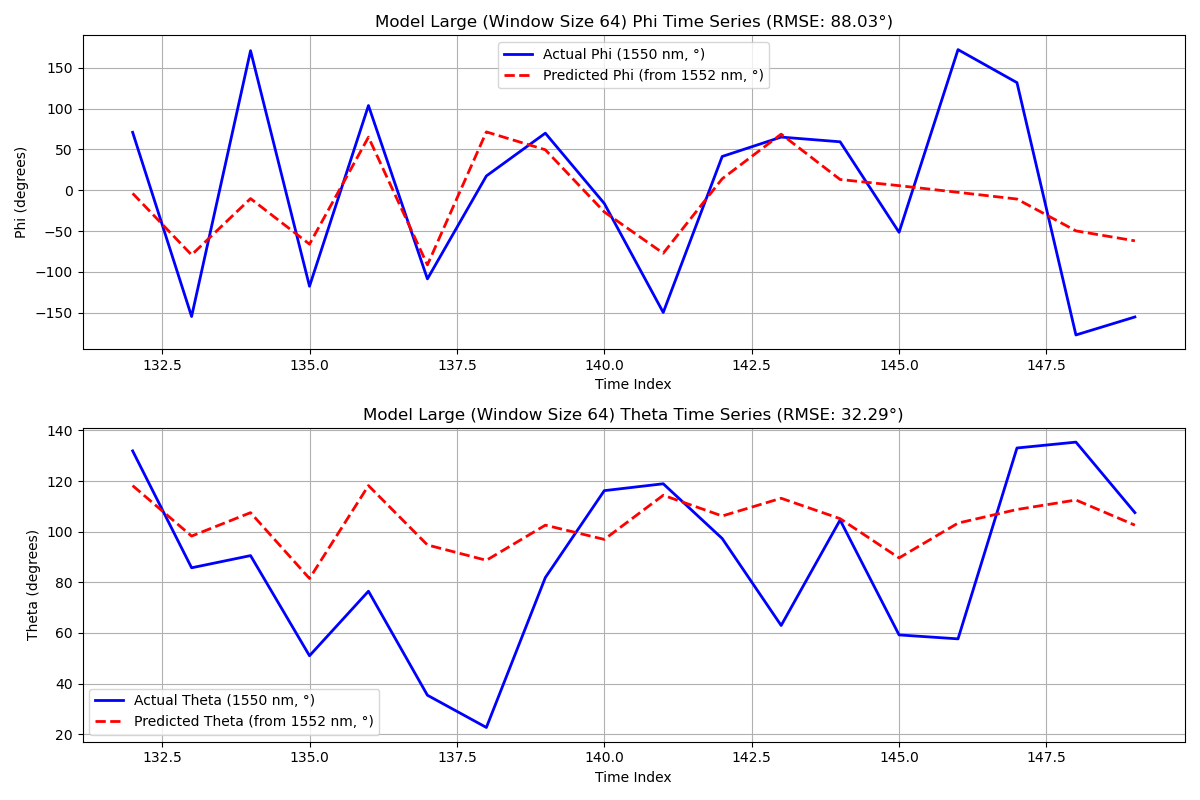 Model Large (Window Size 64) Phi Time Series (RMSE: 88.03°)
Actual Phi (1550 nm, °)
Predicted Phi (from 1552 nm, °)
Phi (degrees)
150
100
50
0
−50
−100
−150
132.5 135.0 137.5 140.0 142.5 145.0 147.5
Time Index
Model Large (Window Size 64) Theta Time Series (RMSE: 32.29°)
Theta (degrees)
140
120
100
80
60
40
20
Actual Theta (1550 nm, °)
Predicted Theta (from 1552 nm, °)
132.5 135.0 137.5 140.0 142.5 145.0 147.5
Time Index